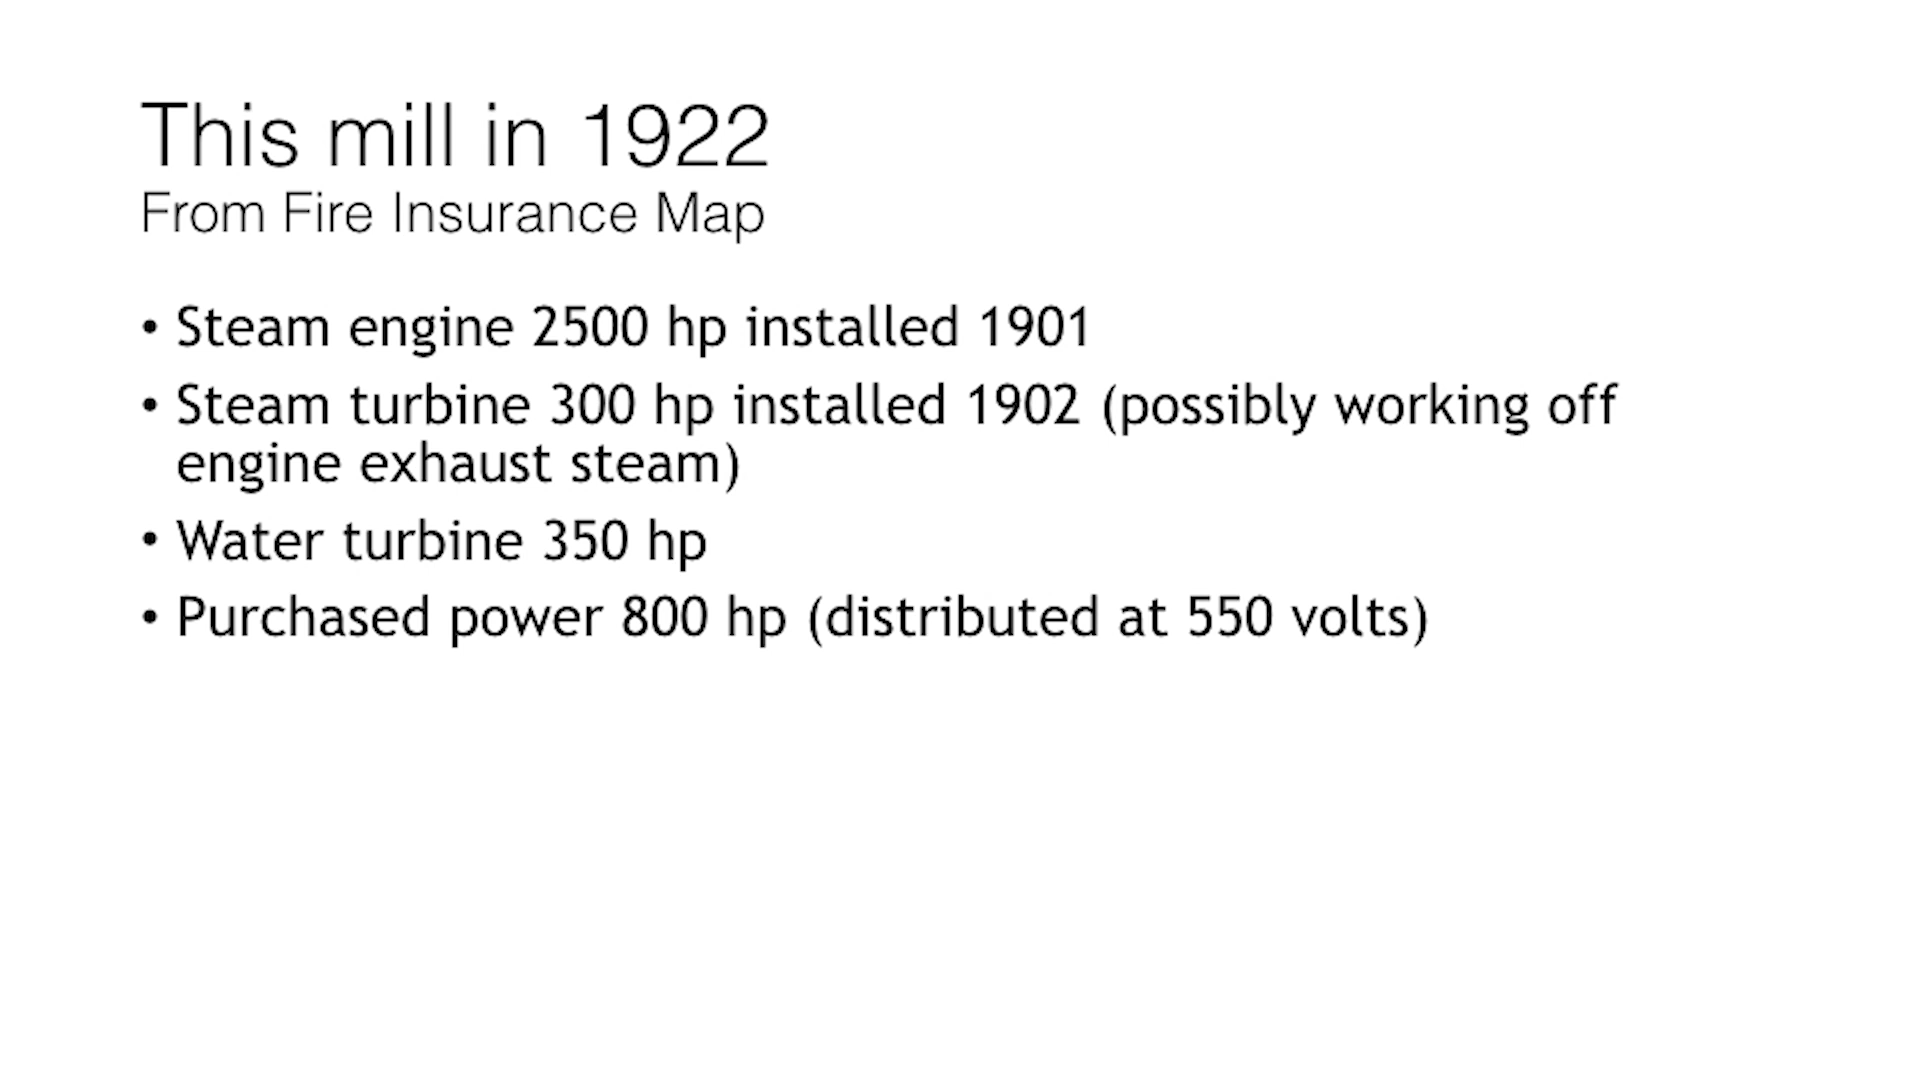 This mill in 1922
From Fire Insurance Map
• Steam engine 2500 hp installed 1901
• Steam turbine 300 hp installed 1902 (possibly working off
engine exhaust steam)
• Water turbine 350 hp
• Purchased power 800 hp (distributed at 550 volts)